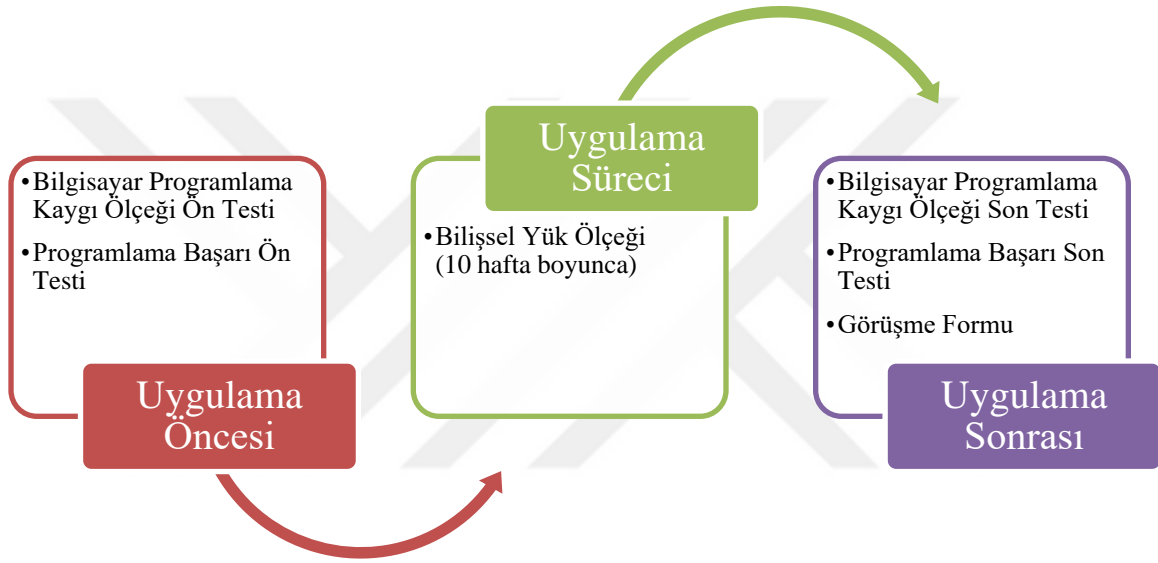 •Bilgisayar Programlama
Kaygı Ölçeği Ön Testi
•Programlama Başarı Ön
Testi
Uygulama
Öncesi
Uygulama
Süreci
•Bilişsel Yük Ölçeği
(10 hafta boyunca)
•Bilgisayar Programlama
Kaygı Ölçeği Son Testi
•Programlama Başarı Son
Testi
•Görüşme Formu
Uygulama
Sonrası